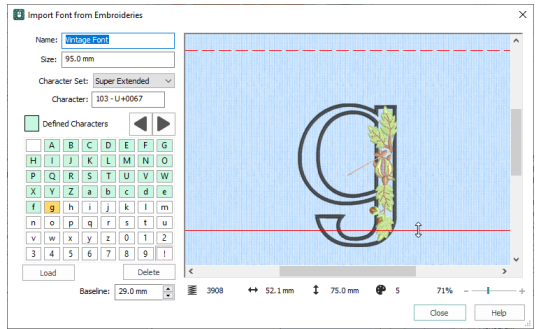 Import Font from Embroideries
Name: Vintage Font
Size: 95.0 mm
Character Set: Super Extended
Character: 103 - U+0067
Defined Characters
A B C D E F G
H I J K L M N O
P Q R S T U V W
X Y Z a b c d e
f g h i j k l m
n o p q r s t u
v w x y z 0 1 2
3 4 5 6 7 8 9 !
Load Delete
Baseline: 29.0 mm
3908 52.1 mm 75.0 mm 5 71% - +
Close Help